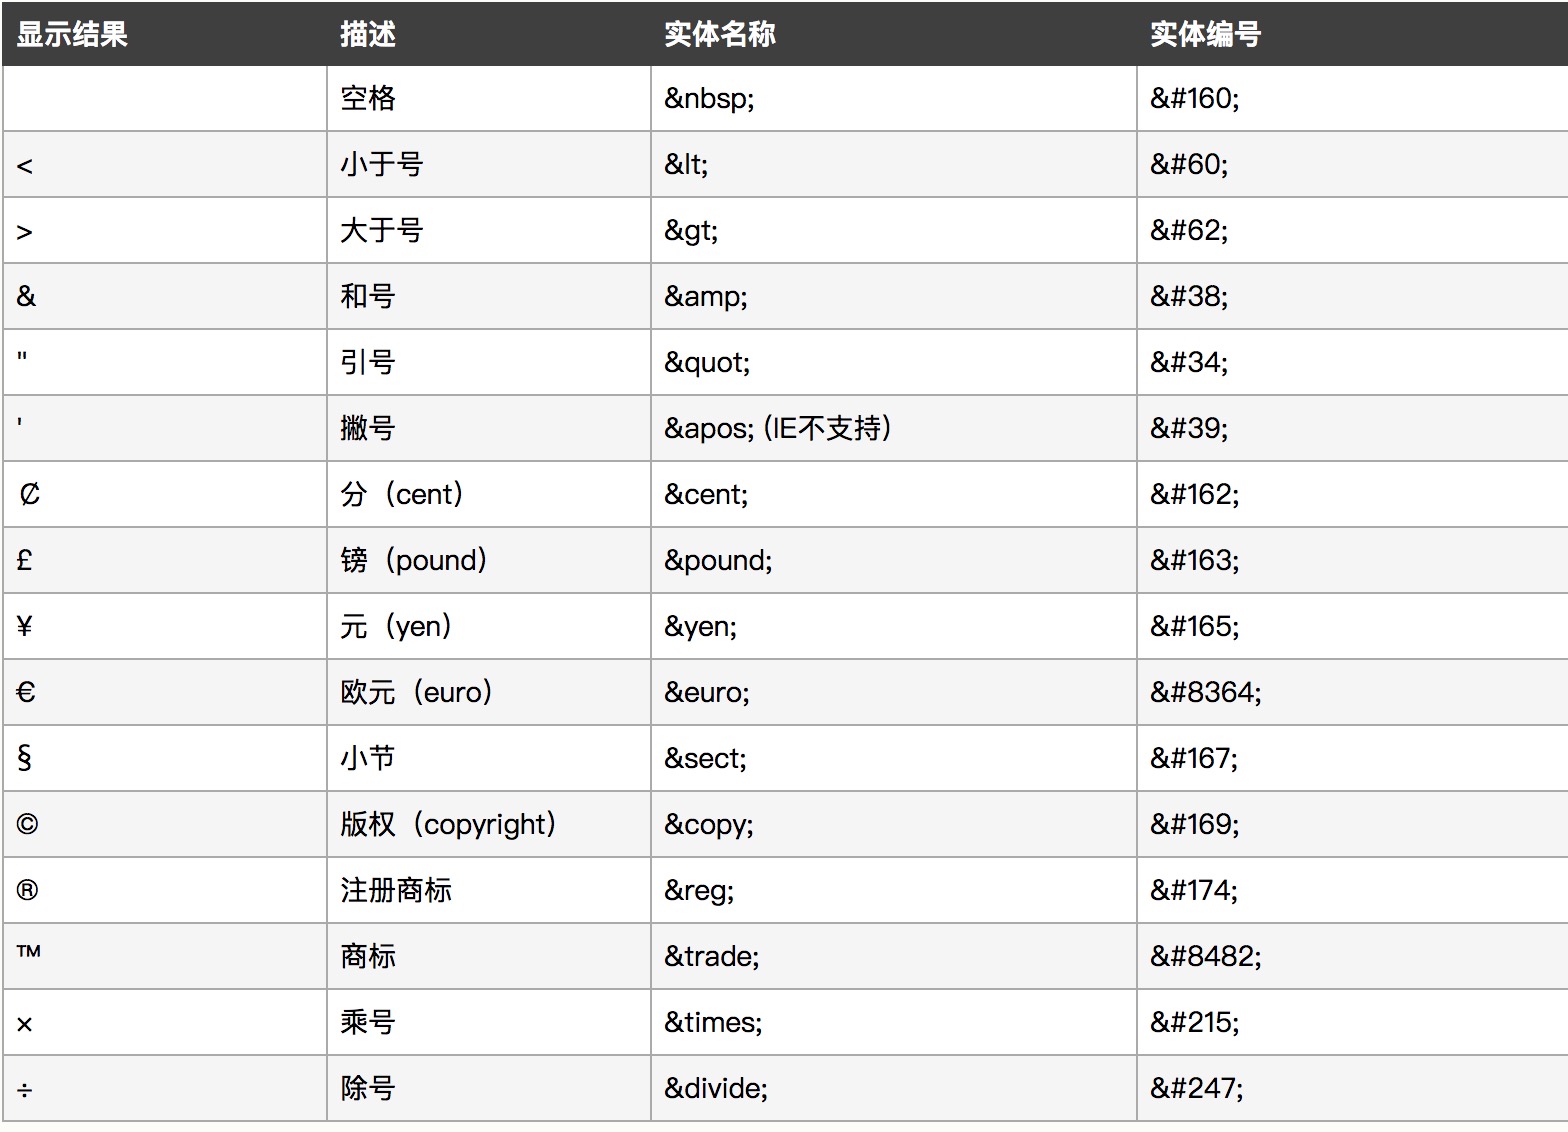 显示结果 描述 实体名称 实体编号
空格 &nbsp; &#160;
< 小于号 &lt; &#60;
> 大于号 &gt; &#62;
& 和号 &amp; &#38;
" 引号 &quot; &#34;
' 撇号 &apos; (IE不支持) &#39;
₡ 分（cent） &cent; &#162;
£ 镑（pound） &pound; &#163;
¥ 元（yen） &yen; &#165;
€ 欧元（euro） &euro; &#8364;
§ 小节 &sect; &#167;
© 版权（copyright） &copy; &#169;
® 注册商标 &reg; &#174;
™ 商标 &trade; &#8482;
× 乘号 &times; &#215;
÷ 除号 &divide; &#247;